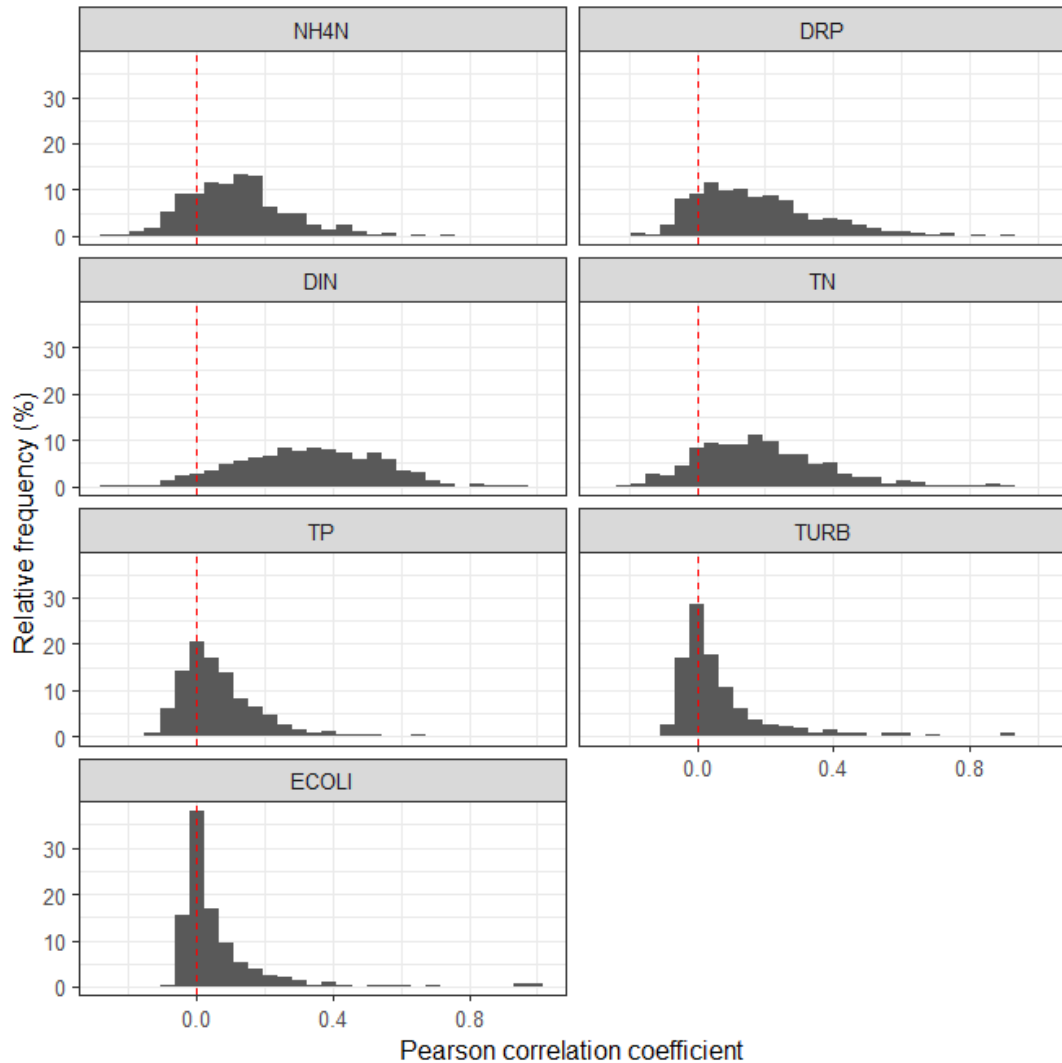 NH4N
DRP
30
20
10
0
DIN
TN
30
20
10
0
TP
TURB
30
20
10
0
0.0
0.4
0.8
ECOLI
30
20
10
0
0.0
0.4
0.8
Relative frequency (%)
Pearson correlation coefficient